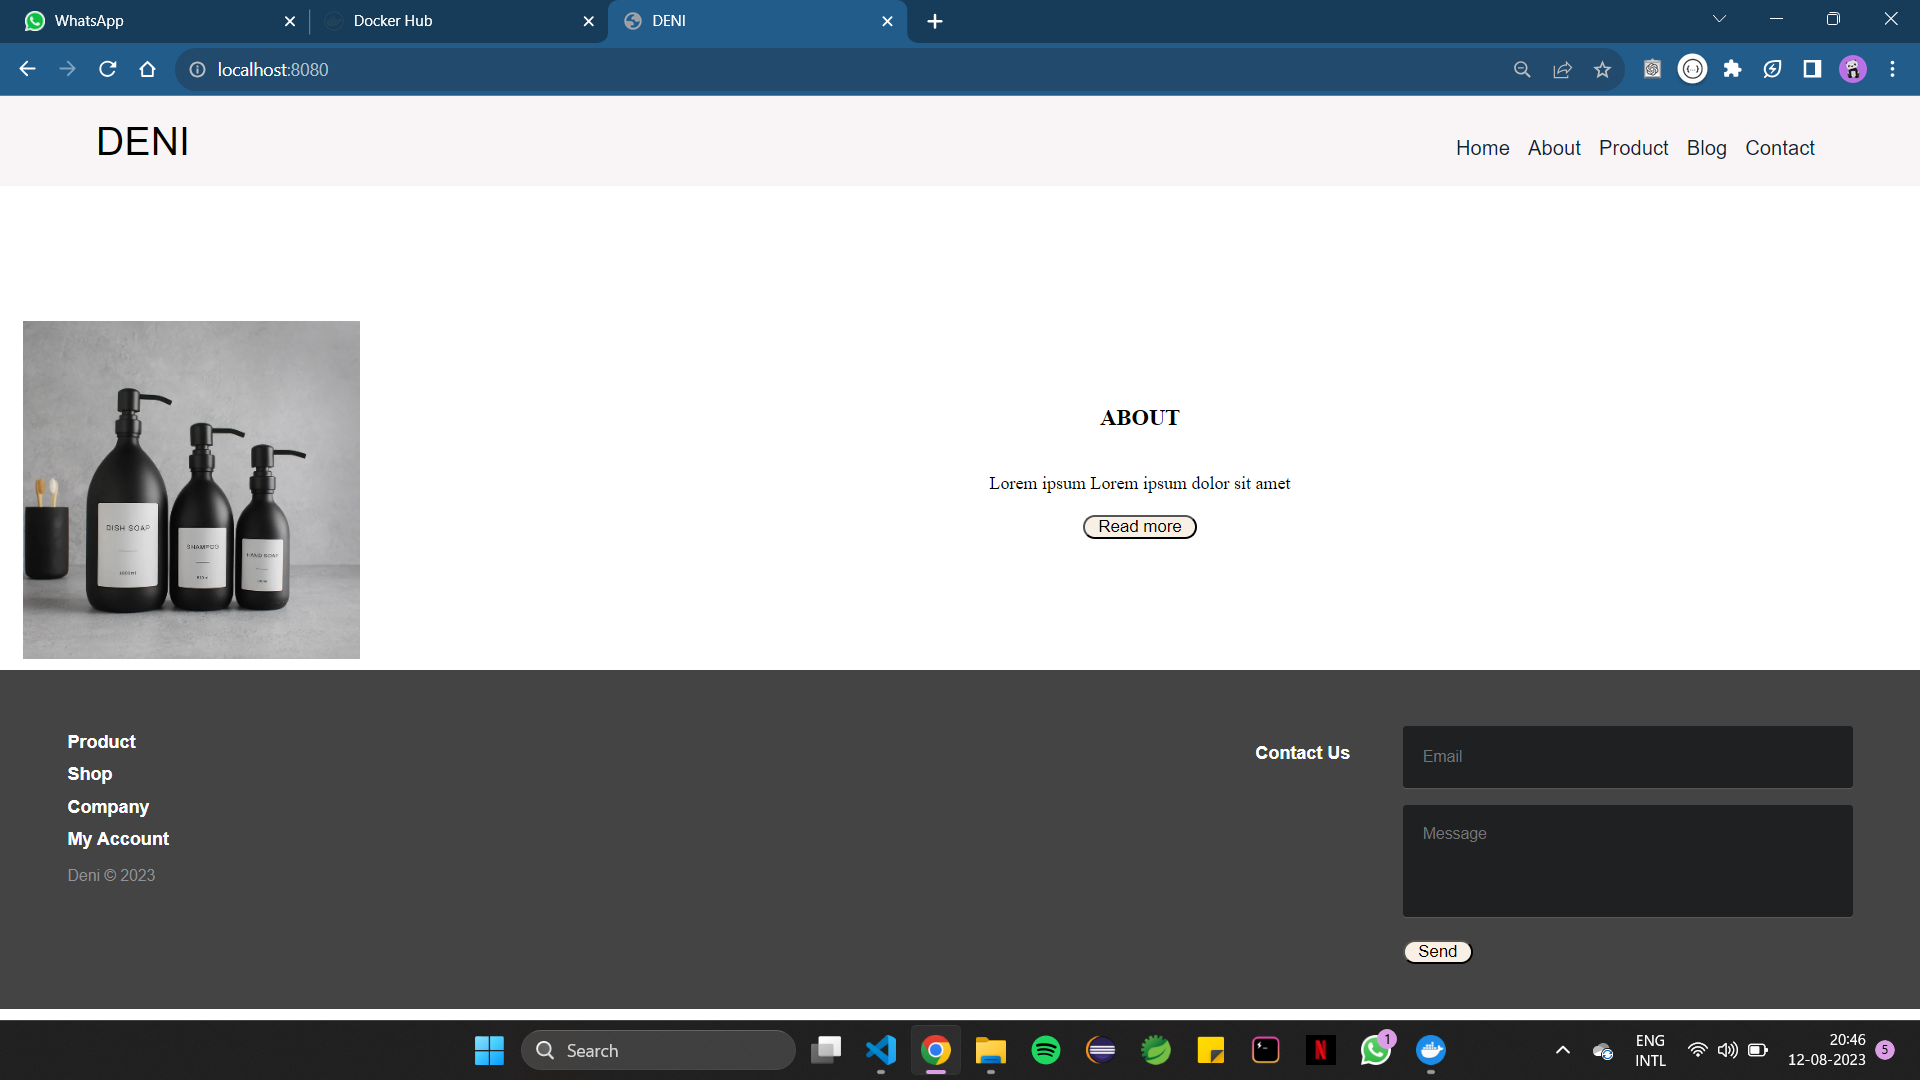 WhatsApp
Docker Hub
DENI
localhost:8080
DENI
Home About Product Blog Contact
DISH SOAP
SHAMPOO
HAND SOAP
ABOUT
Lorem ipsum Lorem ipsum dolor sit amet
Read more
Product
Shop
Company
My Account
Deni © 2023
Contact Us
Email
Message
Send
Search
1
ENG
INTL
20:46
12-08-2023
5